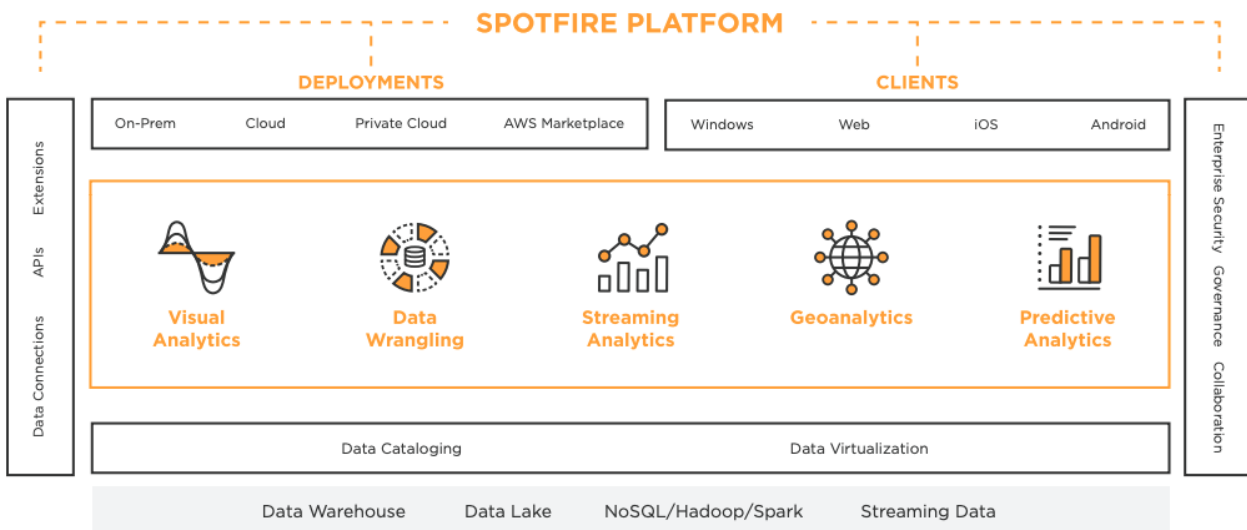 SPOTFIRE PLATFORM
DEPLOYMENTS
CLIENTS
On-Prem Cloud Private Cloud AWS Marketplace
Windows Web iOS Android
Data Connections APIs Extensions
Visual
Analytics
Data
Wrangling
Streaming
Analytics
Geoanalytics
Predictive
Analytics
Enterprise Security Governance Collaboration
Data Cataloging Data Virtualization
Data Warehouse Data Lake NoSQL/Hadoop/Spark Streaming Data